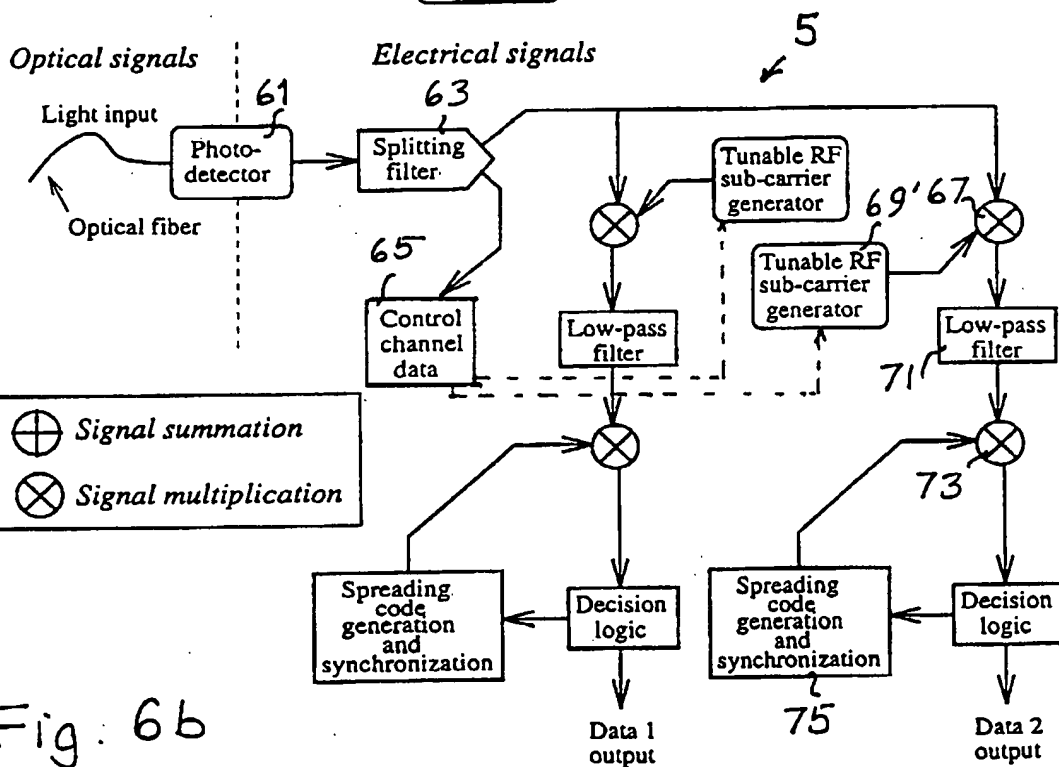 5
Optical signals
Electrical signals
61
63
Light input
Photo-
detector
Splitting
filter
Tunable RF
sub-carrier
generator
Optical fiber
69'
67
65
Tunable RF
sub-carrier
generator
Control
channel
data
Low-pass
filter
Low-pass
filter
71
Signal summation
Signal multiplication
73
Spreading
code
generation
and
synchronization
Decision
logic
Spreading
code
generation
and
synchronization
Decision
logic
75
Fig. 6b
Data 1
output
Data 2
output